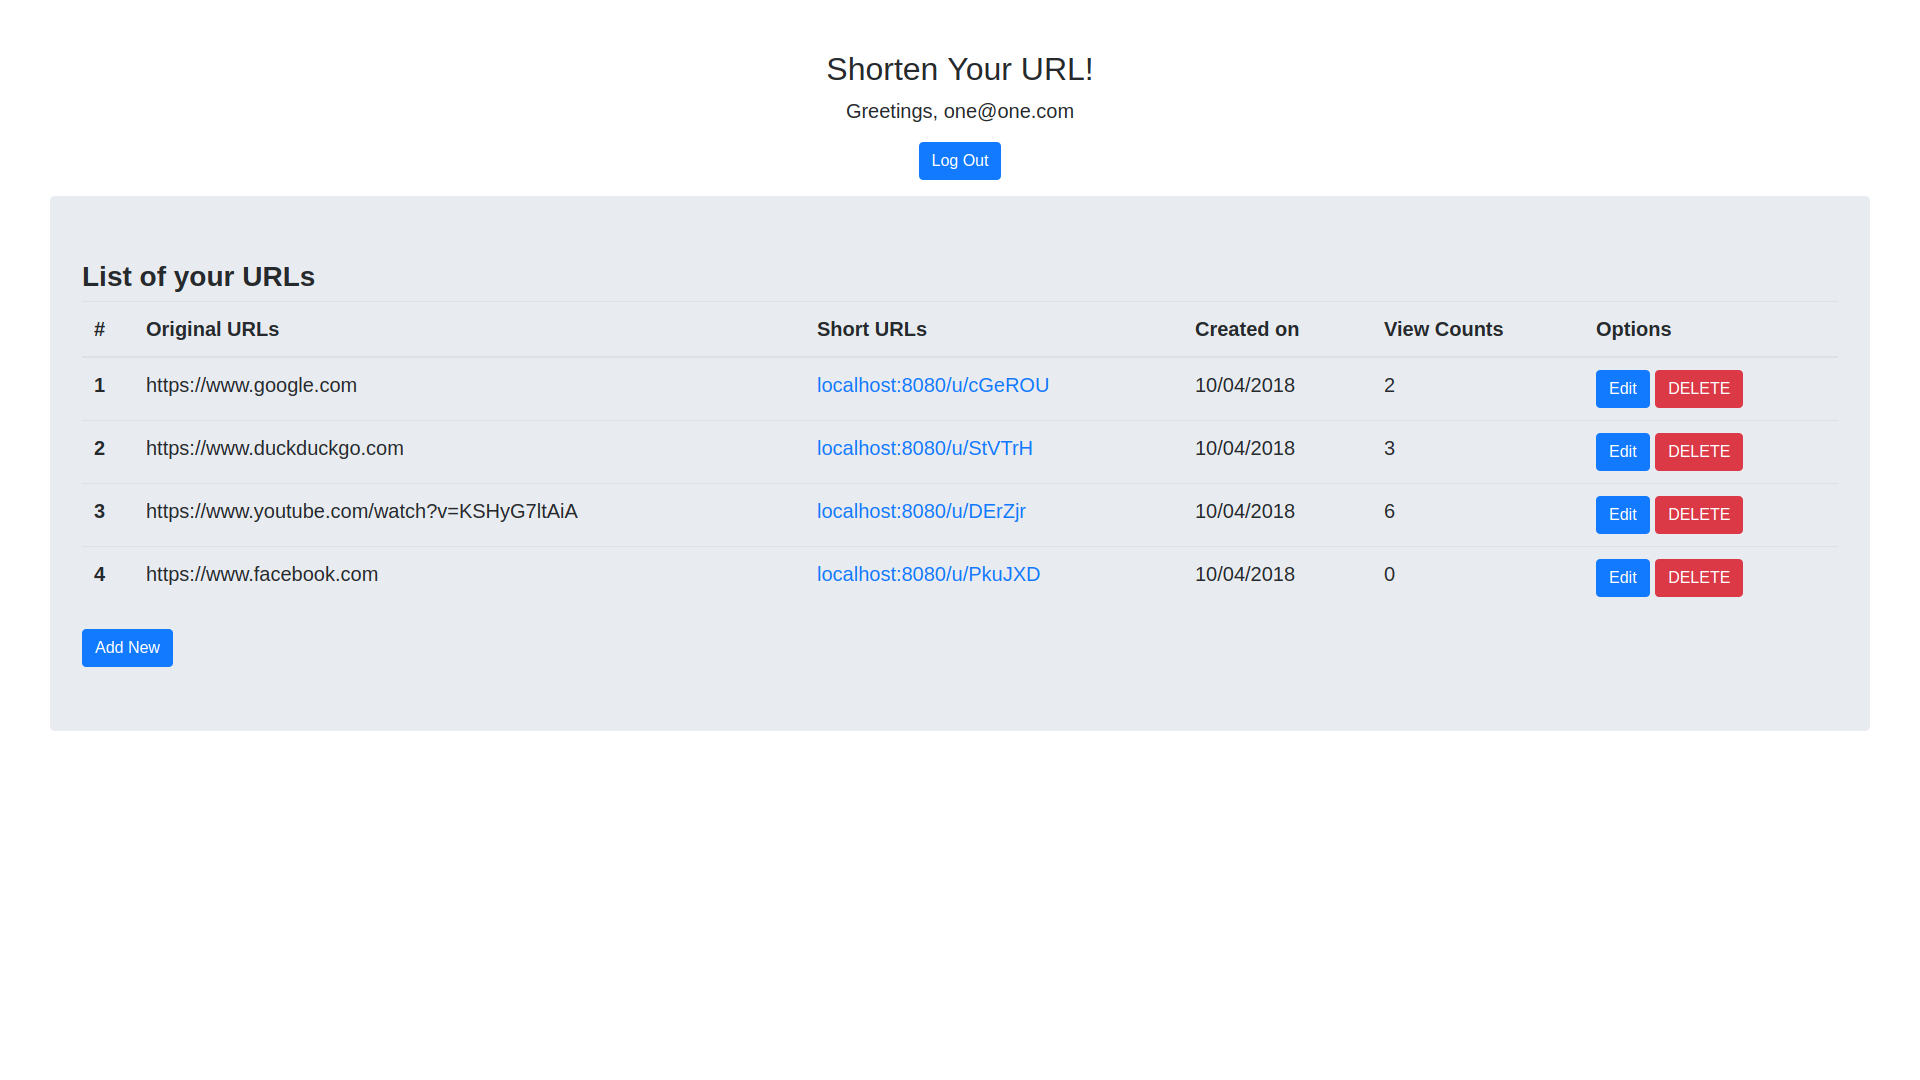 Shorten Your URL!
Greetings, one@one.com
Log Out
List of your URLs
# Original URLs Short URLs Created on View Counts Options
1 https://www.google.com localhost:8080/u/cGeROU 10/04/2018 2 Edit DELETE
2 https://www.duckduckgo.com localhost:8080/u/StVTrH 10/04/2018 3 Edit DELETE
3 https://www.youtube.com/watch?v=KSHyG7ltAiA localhost:8080/u/DErZjr 10/04/2018 6 Edit DELETE
4 https://www.facebook.com localhost:8080/u/PkuJXD 10/04/2018 0 Edit DELETE
Add New